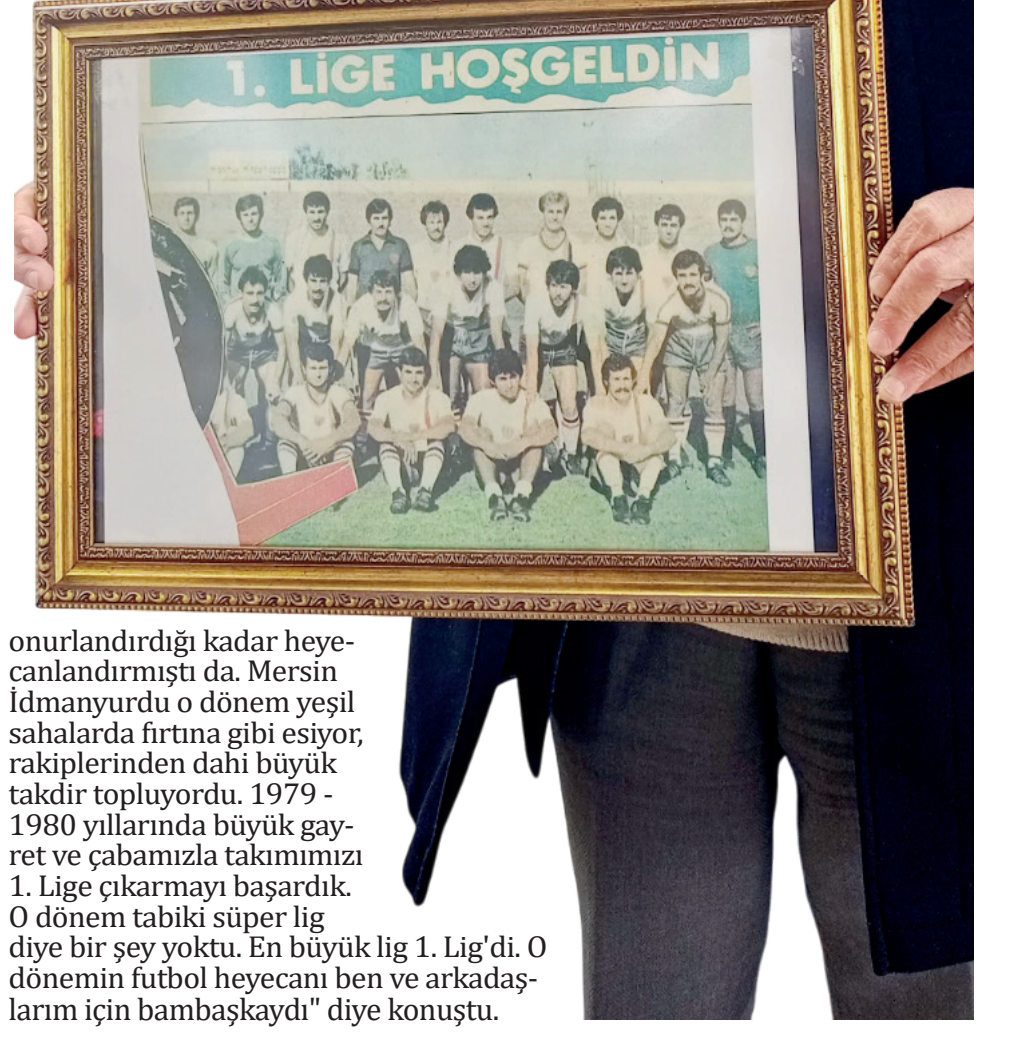 1. LİGE HOŞGELDİN
onurlandırdığı kadar heye-
canlandırmıştı da. Mersin
İdmanyurdu o dönem yeşil
sahalarda fırtına gibi esiyor,
rakiplerinden dahi büyük
takdir topluyordu. 1979 -
1980 yıllarında büyük gay-
ret ve çabamızla takımımızı
1. Lige çıkarmayı başardık.
O dönem tabiki süper lig
diye bir şey yoktu. En büyük lig 1. Lig'di. O
dönemin futbol heyecanı ben ve arkadaş-
larım için bambaşkaydı" diye konuştu.